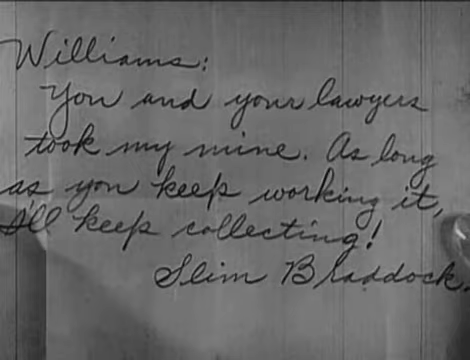 Williams:
You and your lawyers
took my mine. As long
as you keep working it,
I'll keep collecting!
Slim Braddock.